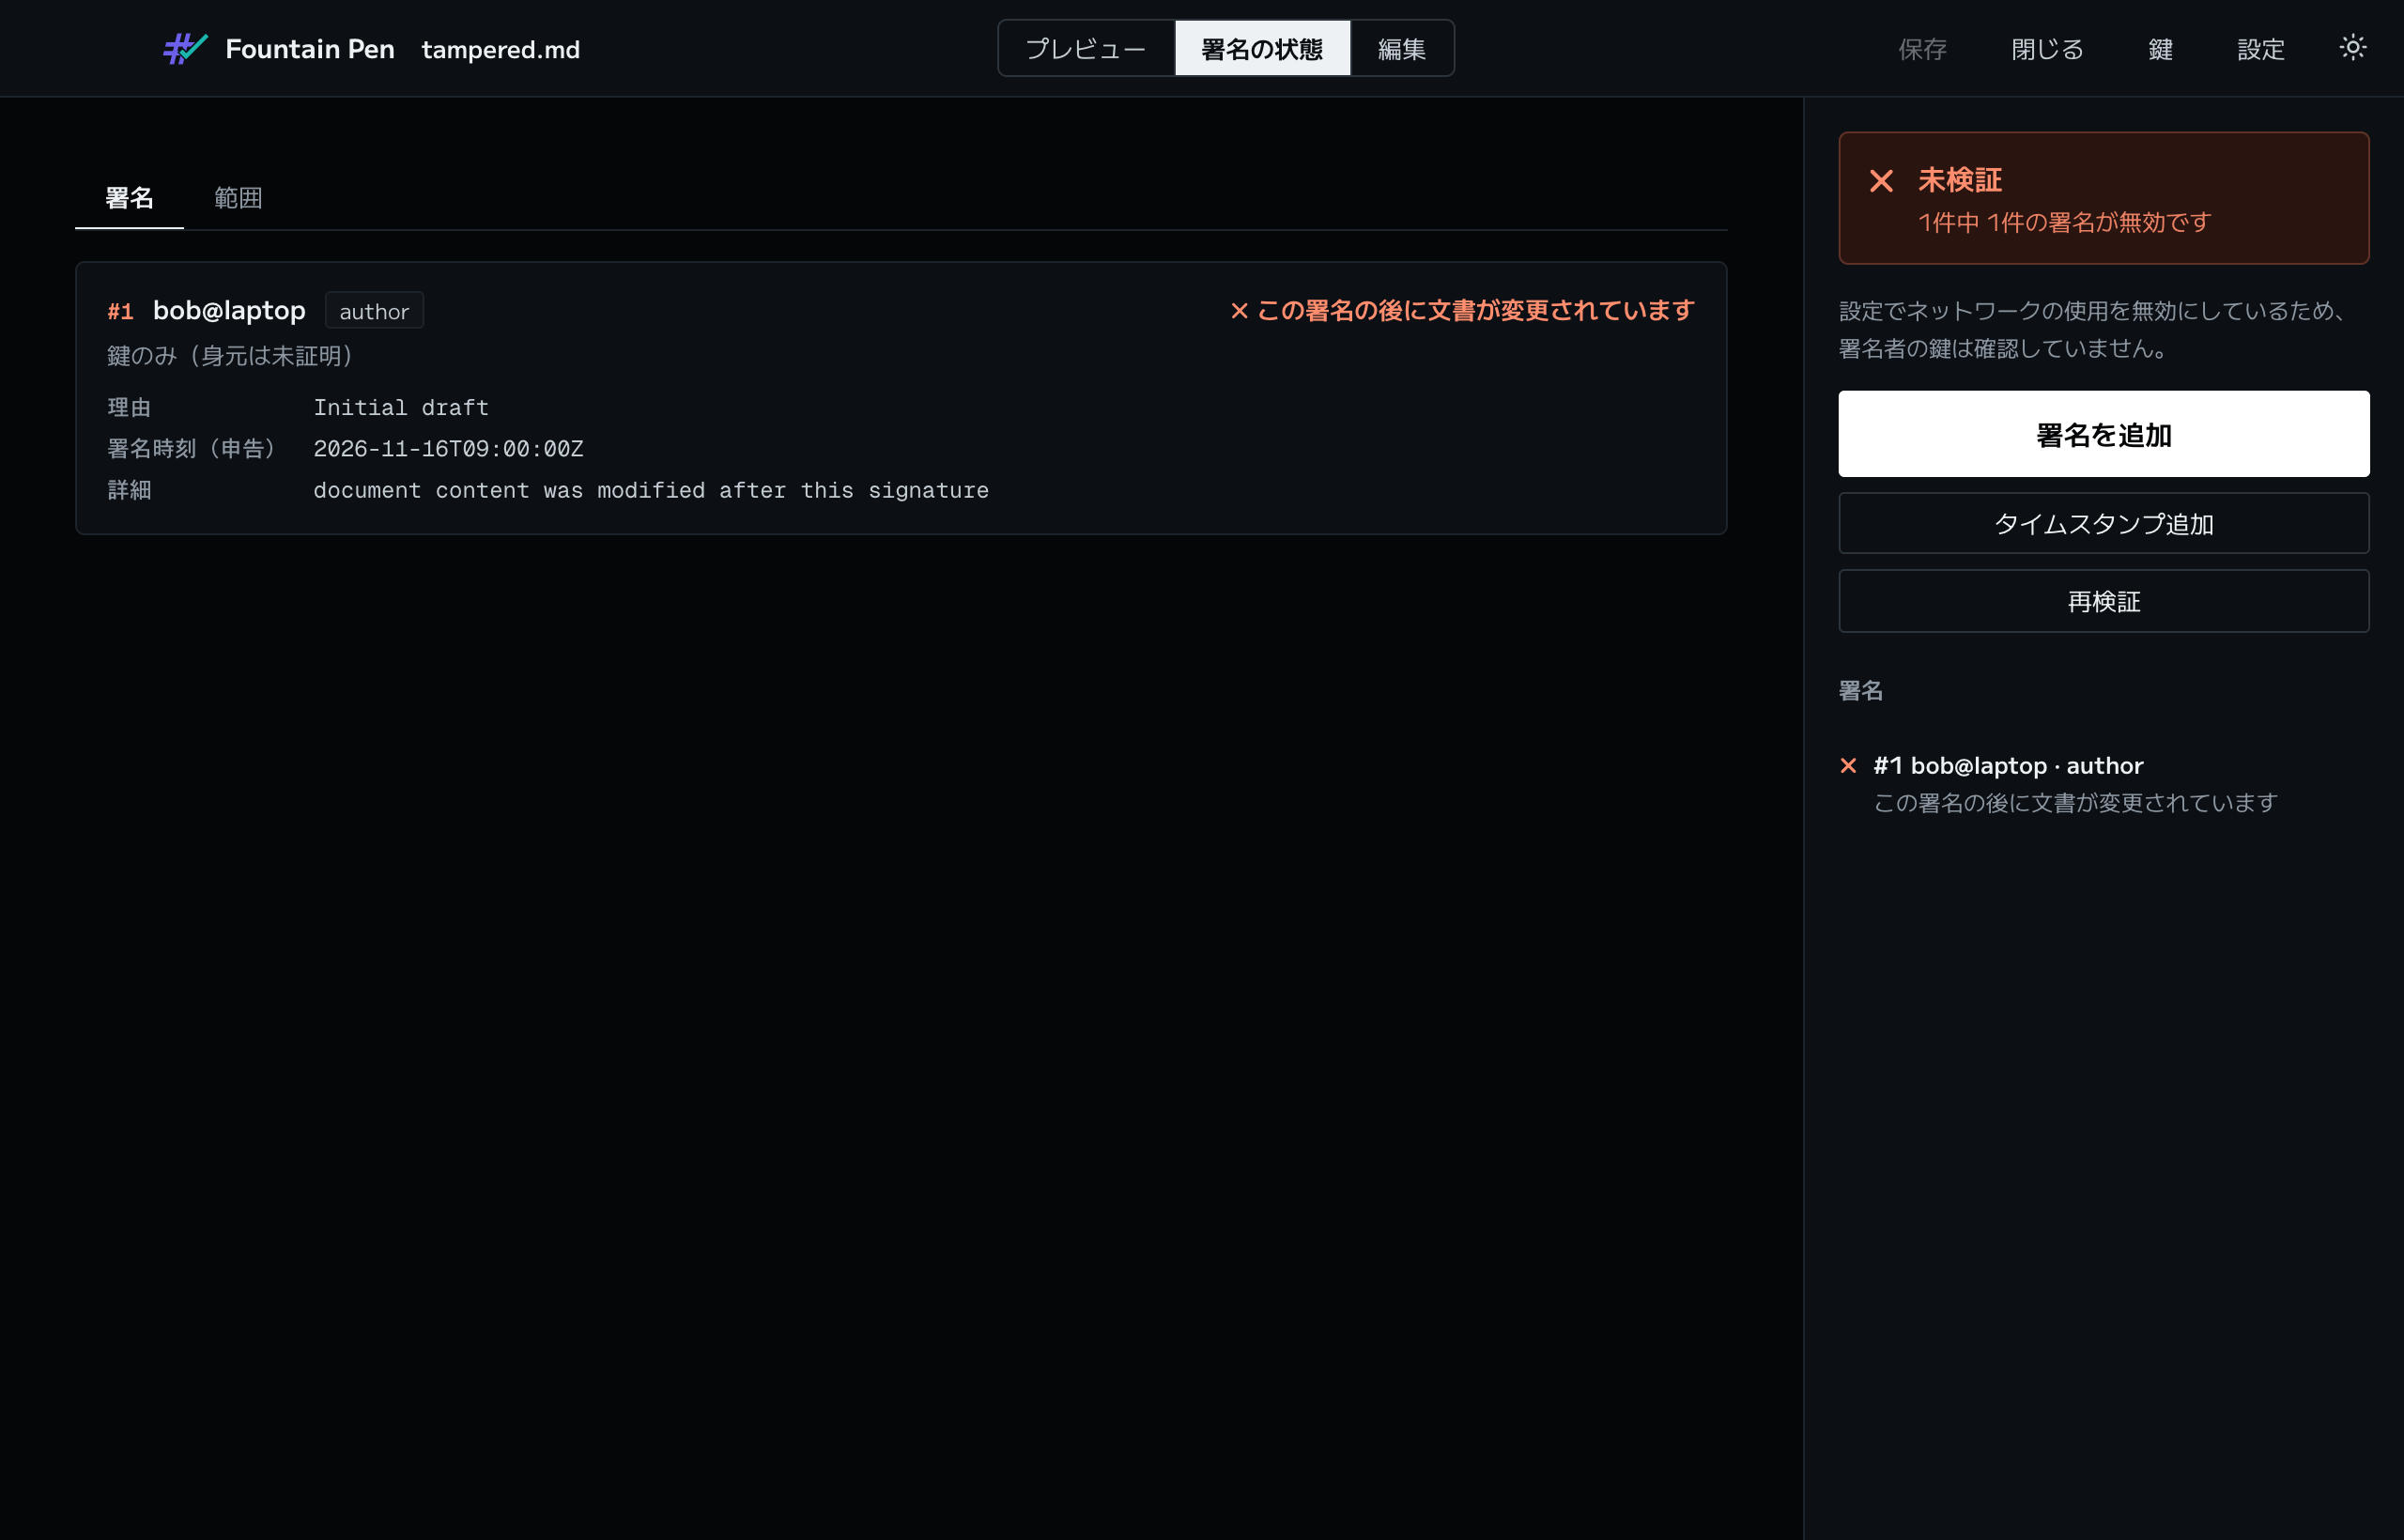 Fountain Pen tampered.md
プレビュー 署名の状態 編集
保存 閉じる 鍵 設定
署名 範囲
#1 bob@laptop author
✕ この署名の後に文書が変更されています
鍵のみ（身元は未証明）
理由 Initial draft
署名時刻（申告） 2026-11-16T09:00:00Z
詳細 document content was modified after this signature
未検証
1件中 1件の署名が無効です
設定でネットワークの使用を無効にしているため、
署名者の鍵は確認していません。
署名を追加
タイムスタンプ追加
再検証
署名
✕ #1 bob@laptop · author
この署名の後に文書が変更されています